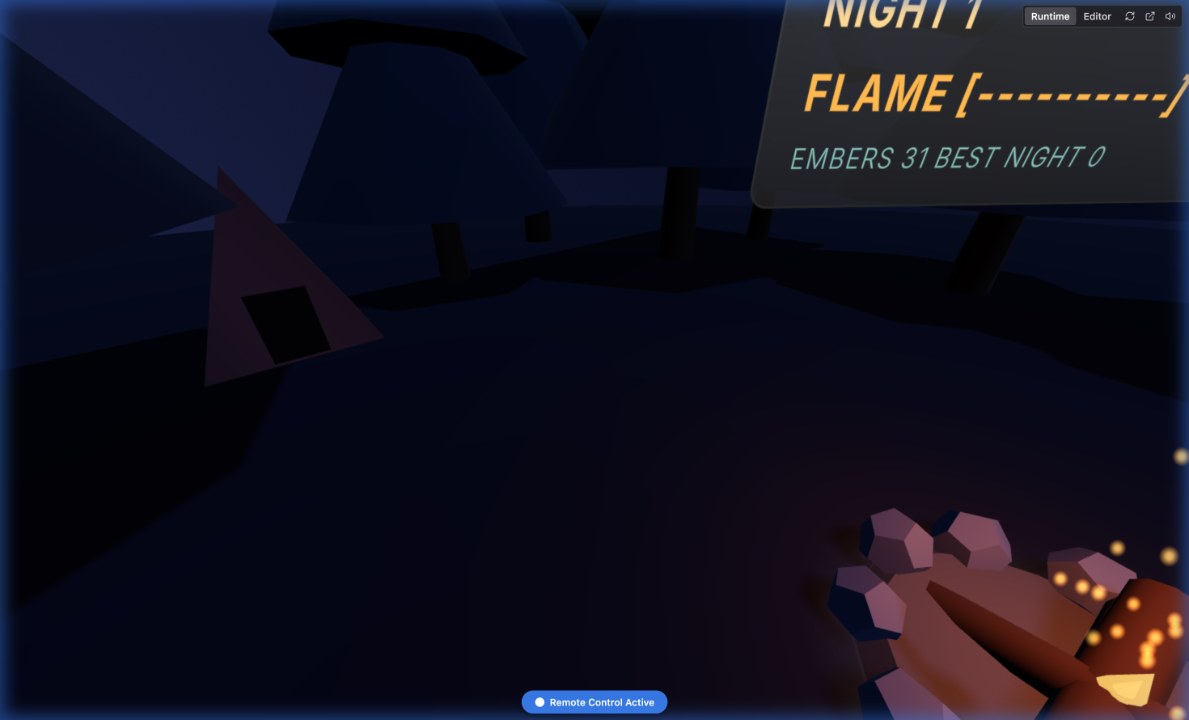 NIGHT 1
Runtime Editor
FLAME [----------]
EMBERS 31 BEST NIGHT 0
Remote Control Active